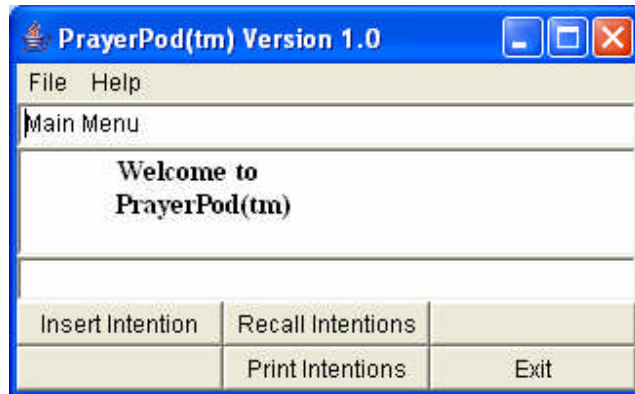 PrayerPod(tm) Version 1.0
File Help
Main Menu
Welcome to
PrayerPod(tm)
Insert Intention Recall Intentions
Print Intentions Exit